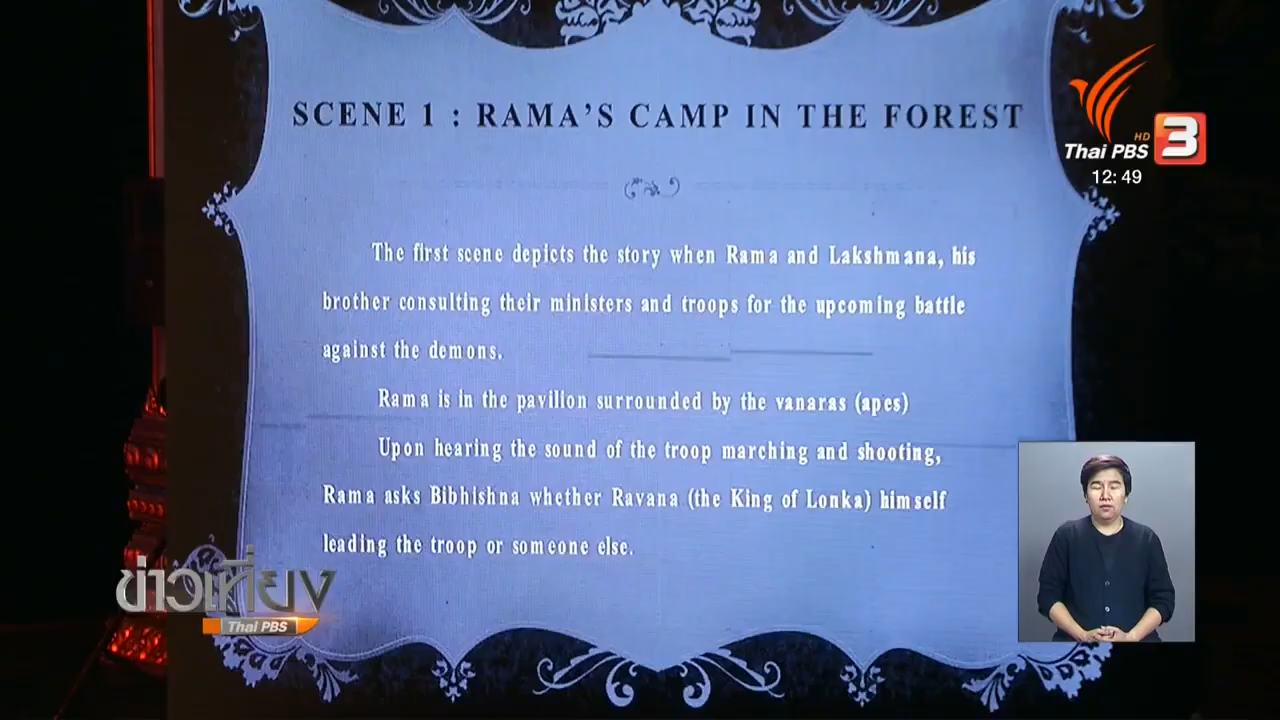 SCENE 1 : RAMA'S CAMP IN THE FOREST
The first scene depicts the story when Rama and Lakshmana, his
brother consulting their ministers and troops for the upcoming battle
against the demons.
Rama is in the pavilion surrounded by the vanaras (apes)
Upon hearing the sound of the troop marching and shooting,
Rama asks Bibhishna whether Ravana (the King of Lonka) himself
leading the troop or someone else.
HD
Thai PBS 3
12:49
ข่าวเที่ยง
Thai PBS